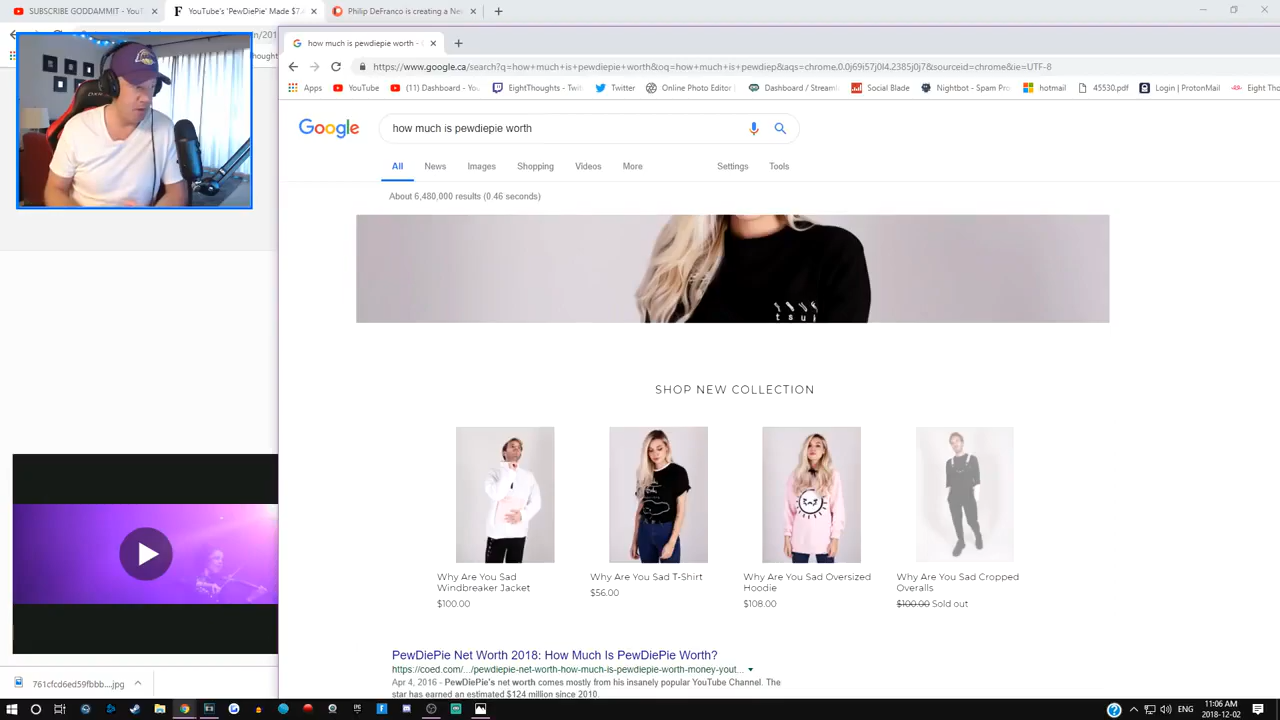 SUBSCRIBE GODDAMMIT - YouTu
YouTube's 'PewDiePie' Made $7.4
Philip DeFranco is creating a Ne
how much is pewdiepie worth - G
https://www.google.ca/search?q=how+much+is+pewdiepie+worth&oq=how+much+is+pewdiep&aqs=chrome.0.0j69i57j0l4.2385j0j7&sourceid=chrome&ie=UTF-8
Apps
YouTube
(11) Dashboard - You
EightThoughts - Twit
Twitter
Online Photo Editor |
Dashboard / Streaml
Social Blade
Nightbot - Spam Pro
hotmail
45530.pdf
Login | ProtonMail
Eight Tho
Google
how much is pewdiepie worth
All News Images Shopping Videos More Settings Tools
About 6,480,000 results (0.46 seconds)
tsuki
SHOP NEW COLLECTION
Why Are You Sad
Windbreaker Jacket
$100.00
Why Are You Sad T-Shirt
$56.00
Why Are You Sad Oversized
Hoodie
$108.00
Why Are You Sad Cropped
Overalls
$100.00 Sold out
PewDiePie Net Worth 2018: How Much Is PewDiePie Worth?
https://coed.com/.../pewdiepie-net-worth-how-much-is-pewdiepie-worth-money-yout...
Apr 4, 2016 - PewDiePie's net worth comes mostly from his insanely popular YouTube Channel. The
star has earned an estimated $124 million since 2010.
761cfcd6ed59fbbb....jpg
ENG
11:06 AM
2018-12-02